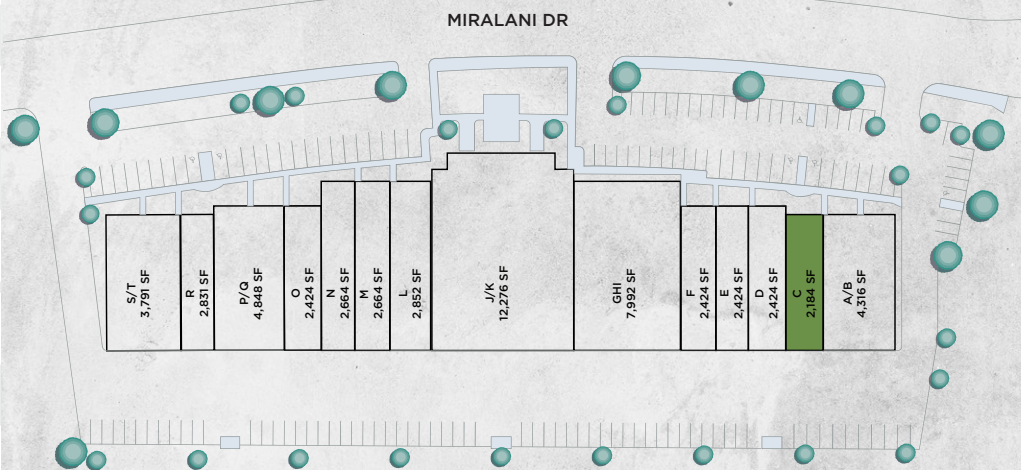 MIRALANI DR
S/T
3,791 SF
R
2,831 SF
P/Q
4,848 SF
O
2,424 SF
N
2,664 SF
M
2,664 SF
L
2,852 SF
J/K
12,276 SF
GHI
7,992 SF
F
2,424 SF
E
2,424 SF
D
2,424 SF
C
2,184 SF
A/B
4,316 SF